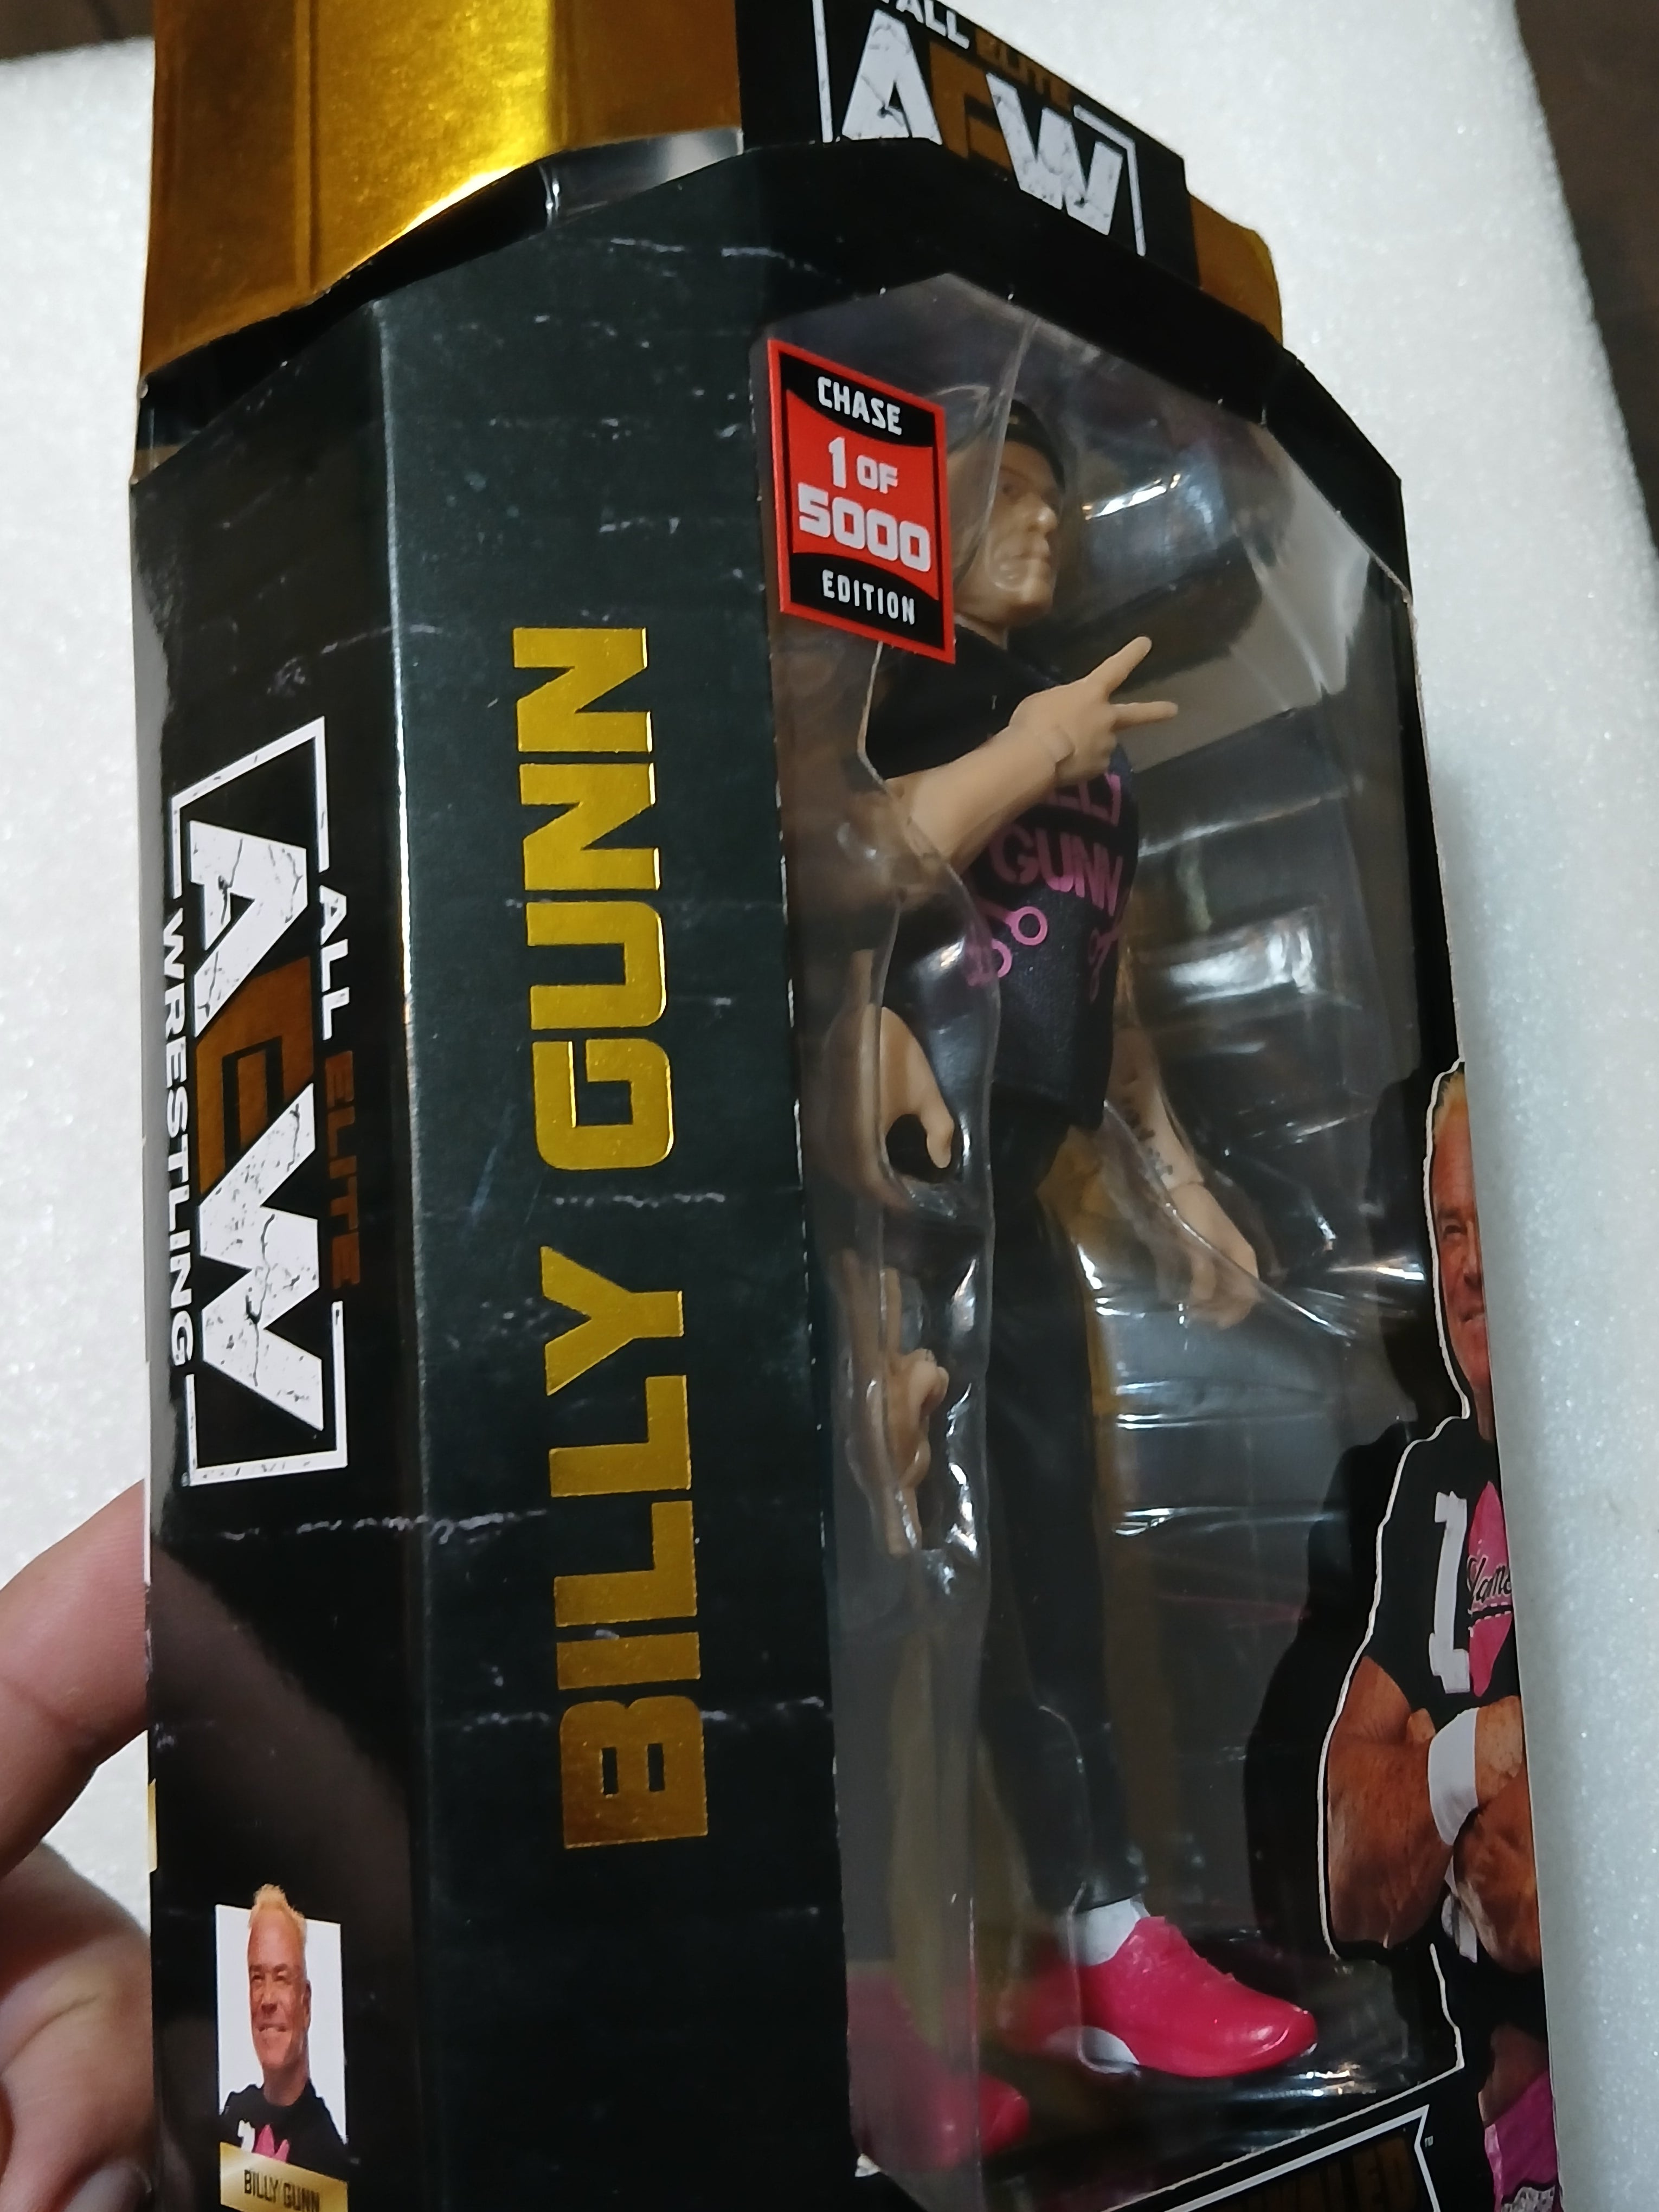 ALL ELITE
AEW
CHASE
1 OF
5000
EDITION
BILLY GUNN
ALL ELITE
AEW
WRESTLING
GUNN
BILLY GUNN